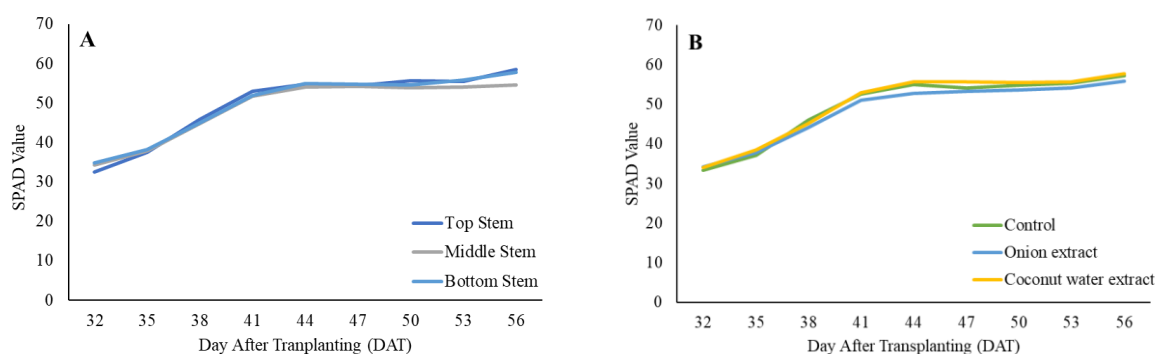 A
SPAD Value
70
60
50
40
30
20
10
0
32 35 38 41 44 47 50 53 56
Day After Tranplanting (DAT)
Top Stem
Middle Stem
Bottom Stem
B
SPAD Value
70
60
50
40
30
20
10
0
32 35 38 41 44 47 50 53 56
Day After Transplanting (DAT)
Control
Onion extract
Coconut water extract